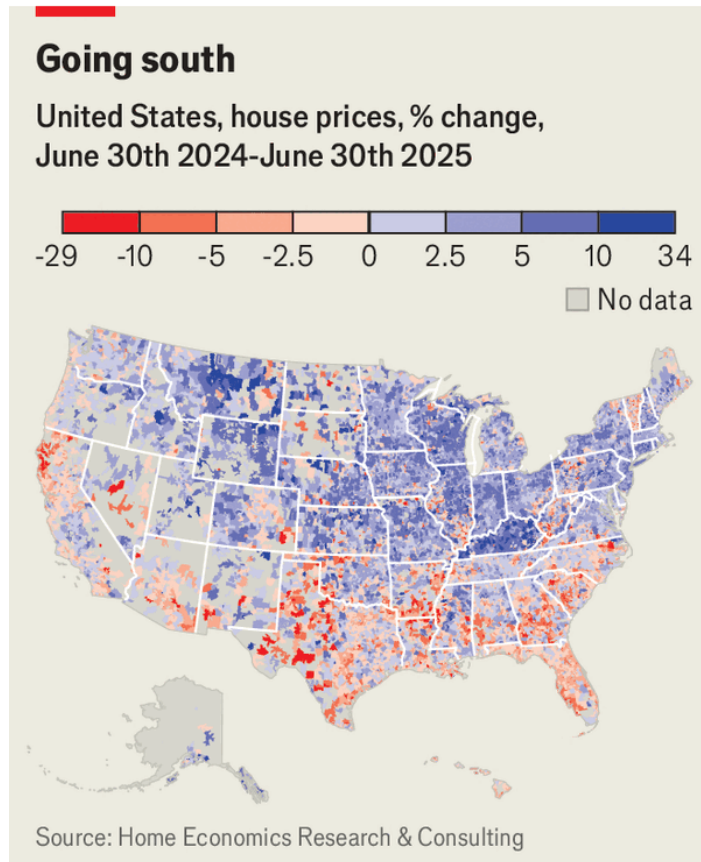 Going south
United States, house prices, % change,
June 30th 2024-June 30th 2025
-29 -10 -5 -2.5 0 2.5 5 10 34
No data
Source: Home Economics Research & Consulting